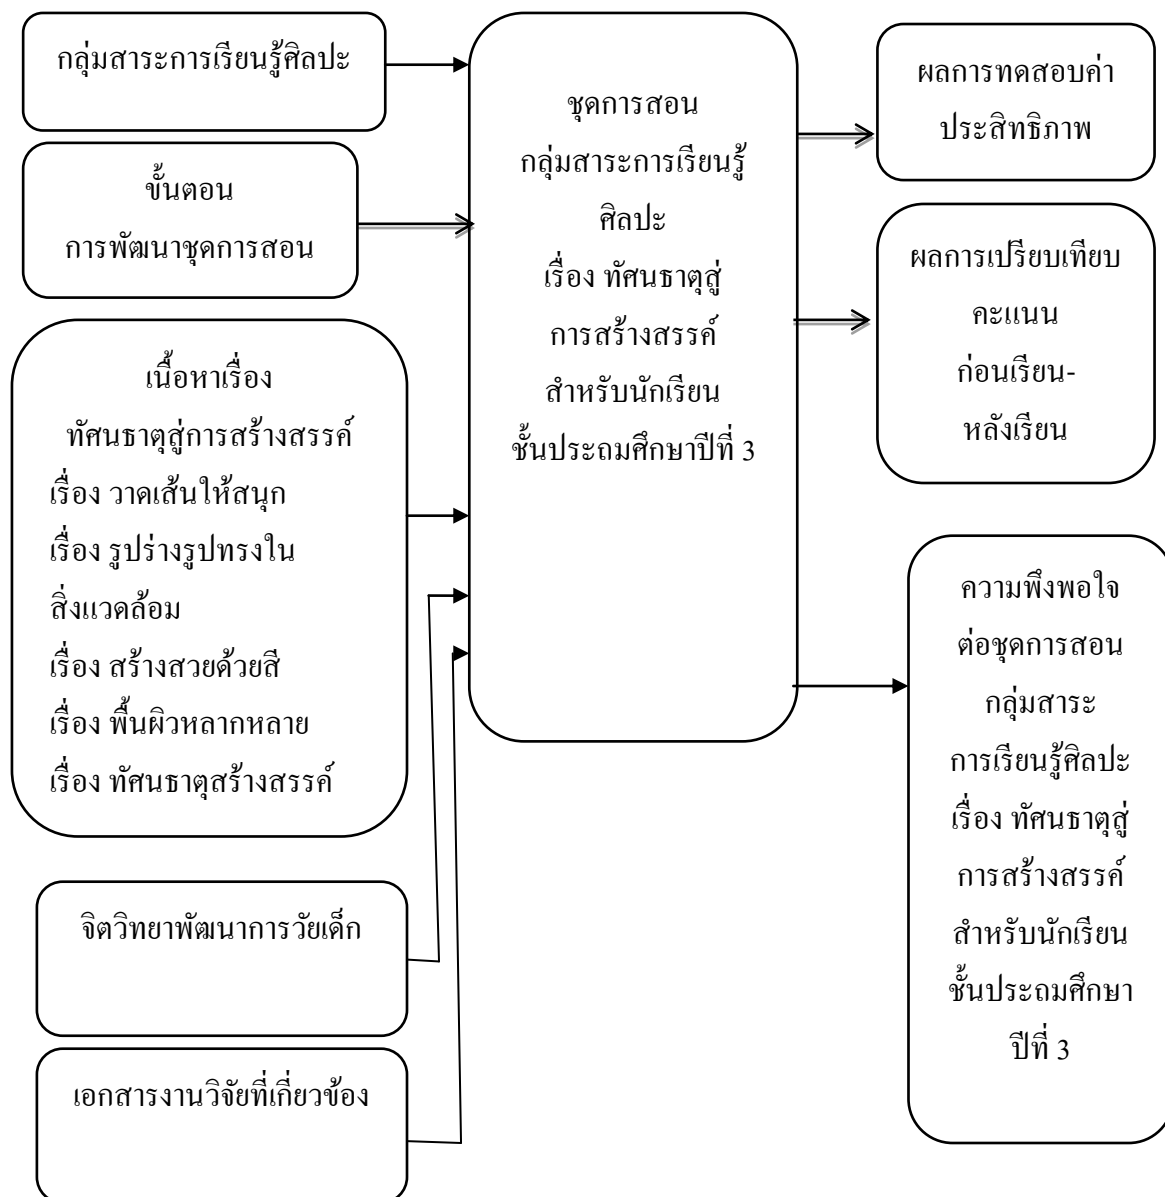 กลุ่มสาระการเรียนรู้ศิลปะ
ขั้นตอน
การพัฒนาชุดการสอน
เนื้อหาเรื่อง
ทัศนธาตุสู่การสร้างสรรค์
เรื่อง วาดเส้นให้สนุก
เรื่อง รูปร่างรูปทรงใน
สิ่งแวดล้อม
เรื่อง สร้างสวยด้วยสี
เรื่อง พื้นผิวหลากหลาย
เรื่อง ทัศนธาตุสร้างสรรค์
จิตวิทยาพัฒนาการวัยเด็ก
เอกสารงานวิจัยที่เกี่ยวข้อง
ชุดการสอน
กลุ่มสาระการเรียนรู้
ศิลปะ
เรื่อง ทัศนธาตุสู่
การสร้างสรรค์
สำหรับนักเรียน
ชั้นประถมศึกษาปีที่ 3
ผลการทดสอบค่า
ประสิทธิภาพ
ผลการเปรียบเทียบ
คะแนน
ก่อนเรียน-
หลังเรียน
ความพึงพอใจ
ต่อชุดการสอน
กลุ่มสาระ
การเรียนรู้ศิลปะ
เรื่อง ทัศนธาตุสู่
การสร้างสรรค์
สำหรับนักเรียน
ชั้นประถมศึกษา
ปีที่ 3